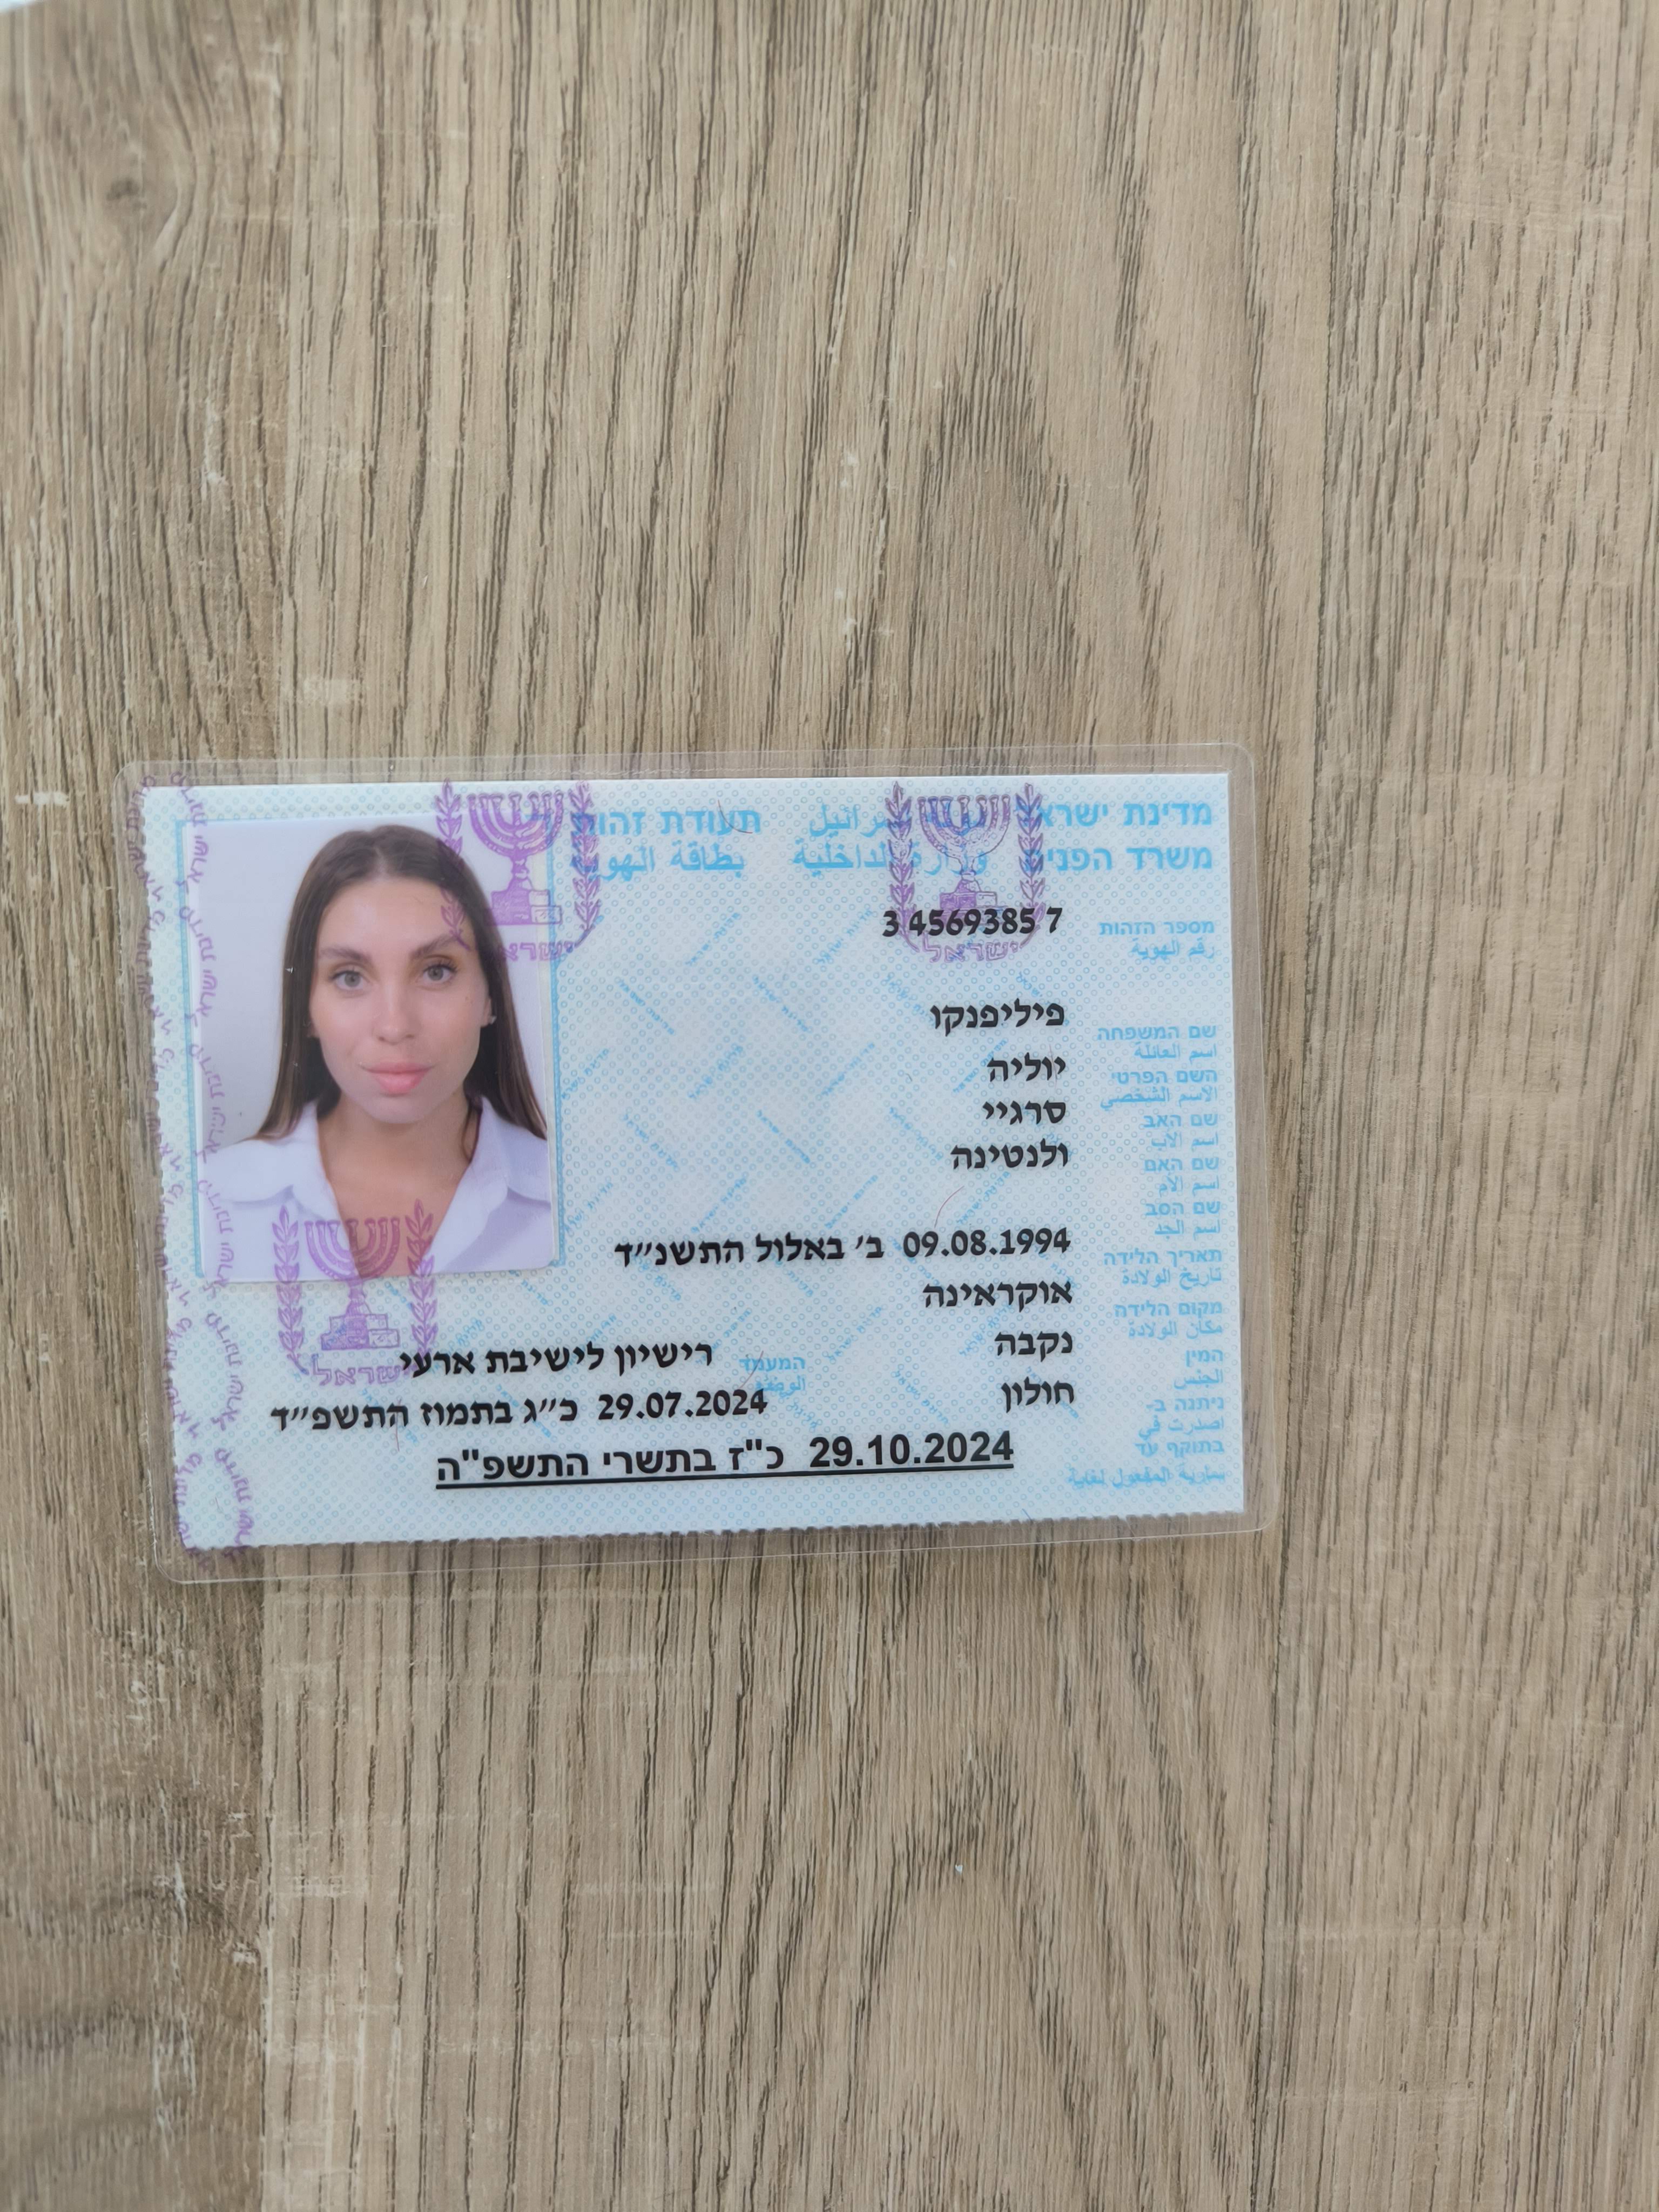 מדינת ישראל دولة إسرائيل תעודת זהות
משרד הפנים وزارة الداخلية بطاقة الهوية
מספר הזהות 3 4569385 7
رقم الهوية
שם המשפחה פיליפנקו
اسم العائلة
השם הפרטי יוליה
الاسم الشخصي
שם האב סרגיי
اسم الاب
שם האם ולנטינה
اسم الام
שם הסב
اسم الجد
תאריך הלידה 09.08.1994 ב׳ באלול התשנ״ד
تاريخ الولادة
מקום הלידה אוקראינה
مكان الولادة
המין נקבה המעמד רישיון לישיבת ארעי
الجنس
ניתנה ב- חולון 29.07.2024 כ״ג בתמוז התשפ״ד
اصدرت في
בתוקף עד 29.10.2024 כ"ז בתשרי התשפ"ה
سارية المفعول لغاية
ישראל
ישראל
ישראל